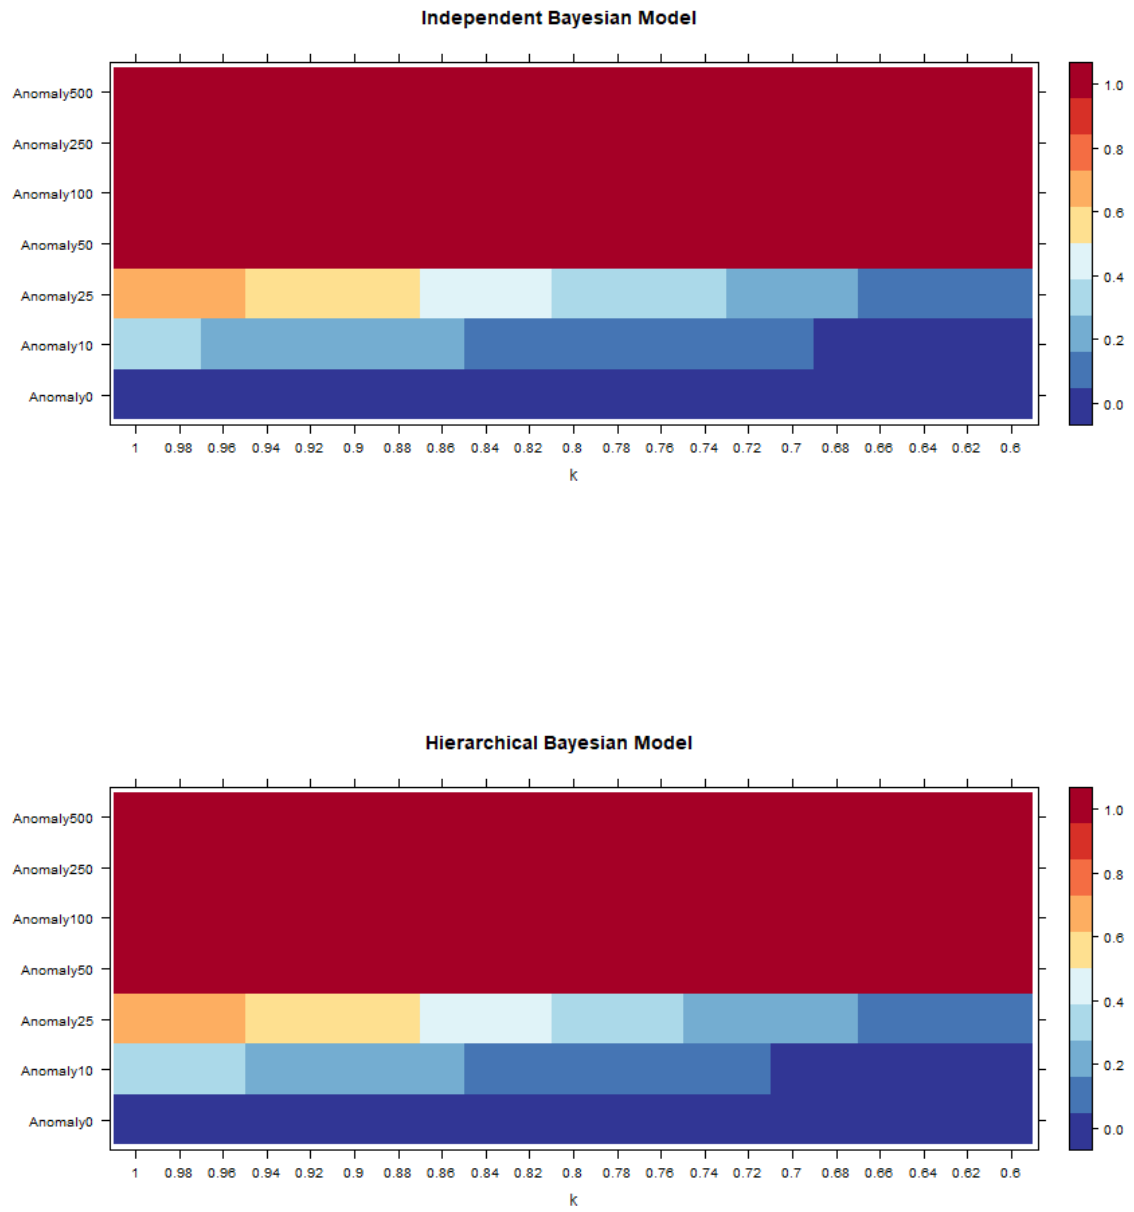 Independent Bayesian Model
Anomaly500
Anomaly250
Anomaly100
Anomaly50
Anomaly25
Anomaly10
Anomaly0
1 0.98 0.96 0.94 0.92 0.9 0.88 0.86 0.84 0.82 0.8 0.78 0.76 0.74 0.72 0.7 0.68 0.66 0.64 0.62 0.6
k
1.0
0.8
0.6
0.4
0.2
0.0
Hierarchical Bayesian Model
Anomaly500
Anomaly250
Anomaly100
Anomaly50
Anomaly25
Anomaly10
Anomaly0
1 0.98 0.96 0.94 0.92 0.9 0.88 0.86 0.84 0.82 0.8 0.78 0.76 0.74 0.72 0.7 0.68 0.66 0.64 0.62 0.6
k
1.0
0.8
0.6
0.4
0.2
0.0